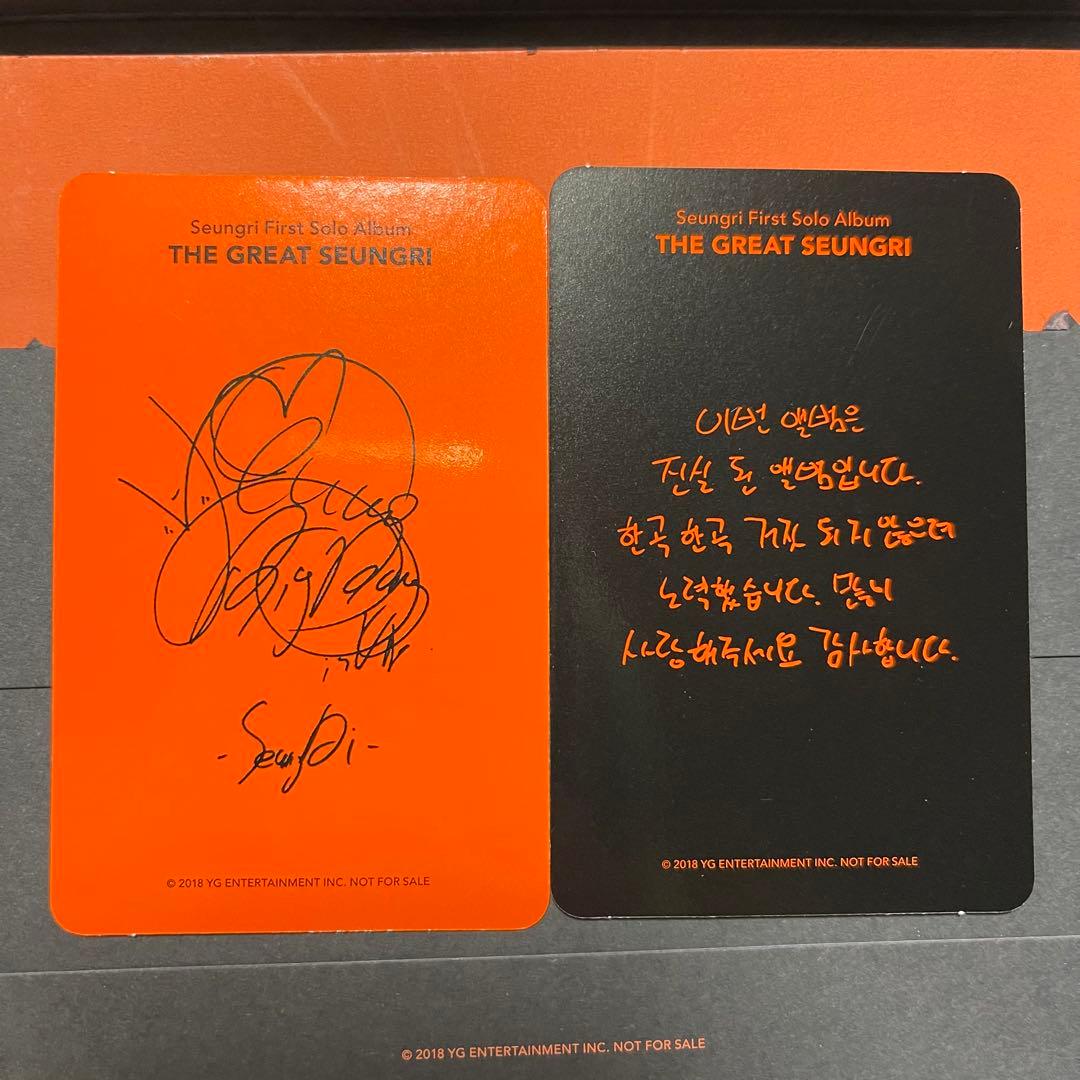 Seungri First Solo Album
THE GREAT SEUNGRI
- SeungRi -
© 2018 YG ENTERTAINMENT INC. NOT FOR SALE
Seungri First Solo Album
THE GREAT SEUNGRI
이번 앨범은
진실 된 앨범입니다.
한곡 한곡 거짓 되지 않으려
노력했습니다. 많이
사랑해주세요 감사합니다.
© 2018 YG ENTERTAINMENT INC. NOT FOR SALE
© 2018 YG ENTERTAINMENT INC. NOT FOR SALE